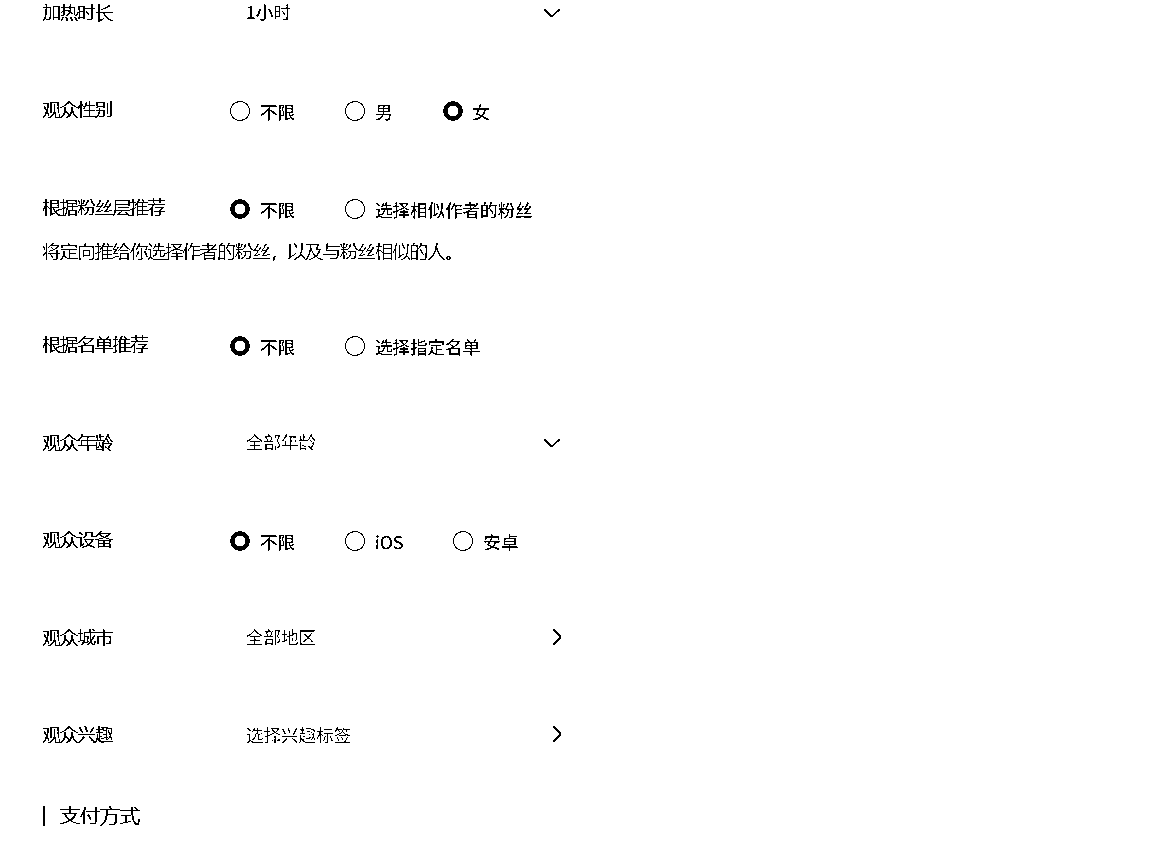 加热时长 1小时
观众性别 不限 男 女
根据粉丝层推荐 不限 选择相似作者的粉丝
将定向推给你选择作者的粉丝，以及与粉丝相似的人。
根据名单推荐 不限 选择指定名单
观众年龄 全部年龄
观众设备 不限 iOS 安卓
观众城市 全部地区
观众兴趣 选择兴趣标签
支付方式